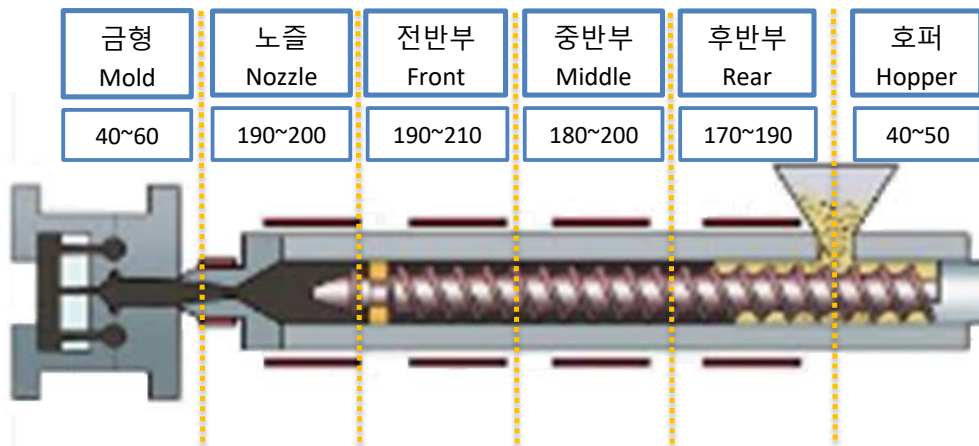 금형
Mold
노즐
Nozzle
전반부
Front
중반부
Middle
후반부
Rear
호퍼
Hopper
40~60
190~200
190~210
180~200
170~190
40~50